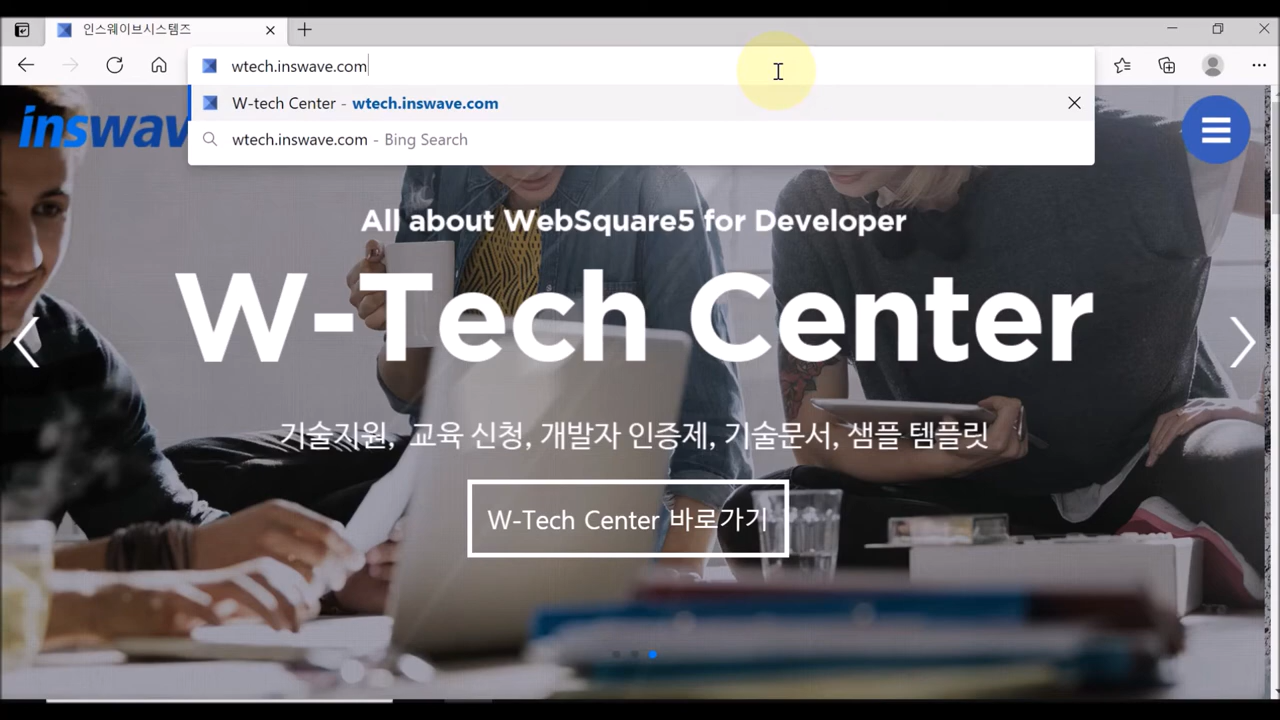 인스웨이브시스템즈
wtech.inswave.com
W-tech Center - wtech.inswave.com
wtech.inswave.com - Bing Search
inswav
All about WebSquare5 for Developer
W-Tech Center
기술지원, 교육 신청, 개발자 인증제, 기술문서, 샘플 템플릿
W-Tech Center 바로가기